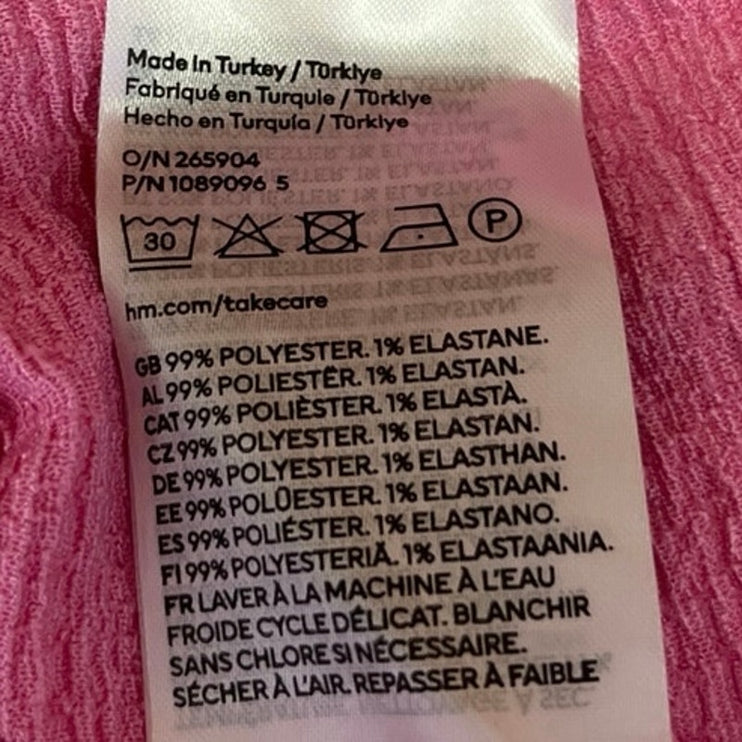 Made in Turkey / Türkiye
Fabriqué en Turquie / Türkiye
Hecho en Turquía / Türkiye
O/N 265904
P/N 1089096 5
30 P
hm.com/takecare
GB 99% POLYESTER. 1% ELASTANE.
AL 99% POLIESTËR. 1% ELASTAN.
CAT 99% POLIÈSTER. 1% ELASTÀ.
CZ 99% POLYESTER. 1% ELASTAN.
DE 99% POLYESTER. 1% ELASTHAN.
EE 99% POLÜESTER. 1% ELASTAAN.
ES 99% POLIÉSTER. 1% ELASTANO.
FI 99% POLYESTERIÄ. 1% ELASTAANIA.
FR LAVER À LA MACHINE À L'EAU
FROIDE CYCLE DÉLICAT. BLANCHIR
SANS CHLORE SI NÉCESSAIRE.
SÉCHER À L'AIR. REPASSER À FAIBLE